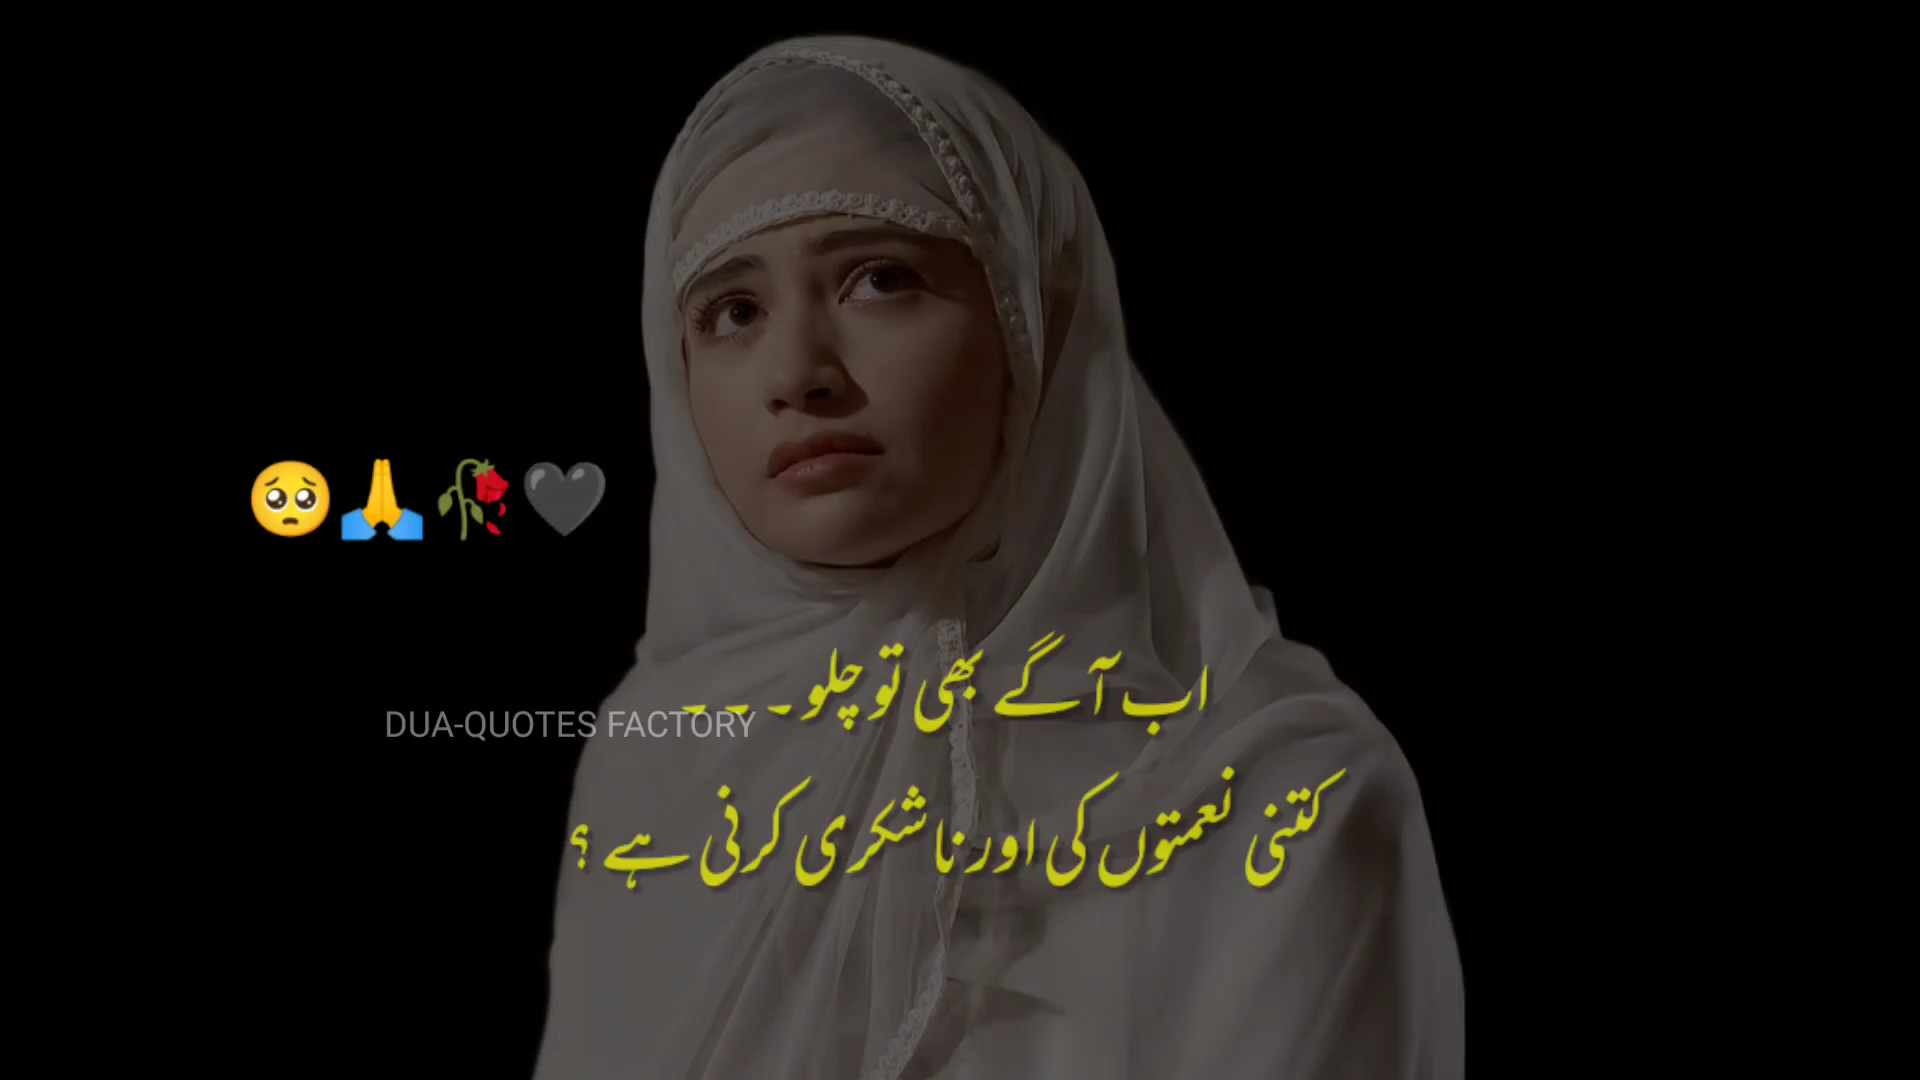 🥺🙏🥀🖤
اب آگے بھی تو چلو۔۔۔
DUA-QUOTES FACTORY
کتنی نعمتوں کی اور ناشکری کرنی ہے ؟